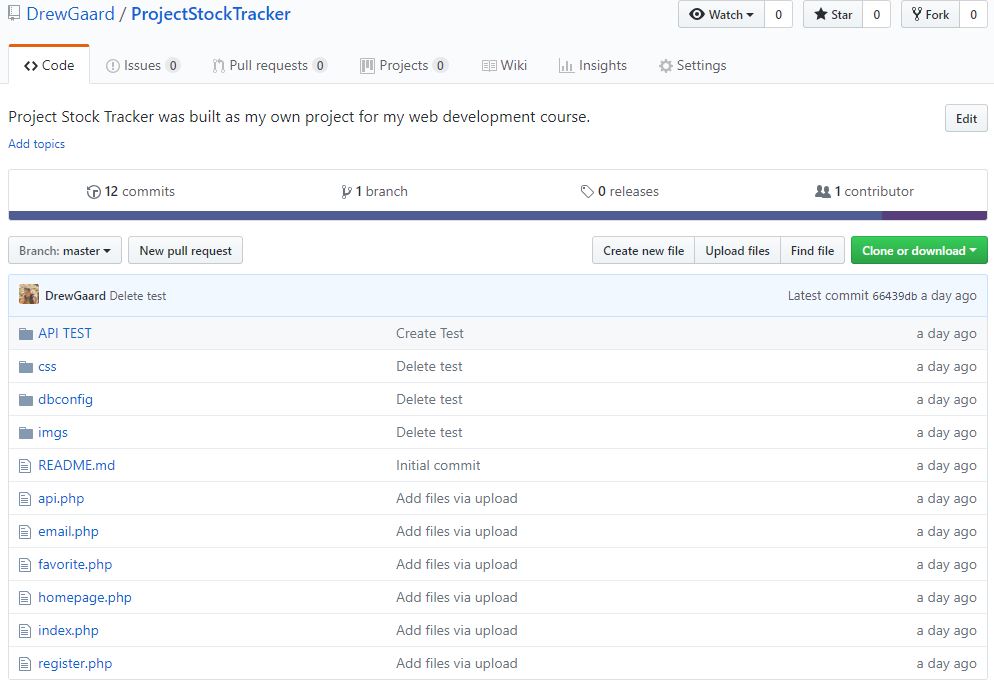 DrewGaard / ProjectStockTracker Watch 0 Star 0 Fork 0
Code Issues 0 Pull requests 0 Projects 0 Wiki Insights Settings
Project Stock Tracker was built as my own project for my web development course. Edit
Add topics
12 commits 1 branch 0 releases 1 contributor
Branch: master New pull request Create new file Upload files Find file Clone or download
DrewGaard Delete test Latest commit 66439db a day ago
API TEST Create Test a day ago
css Delete test a day ago
dbconfig Delete test a day ago
imgs Delete test a day ago
README.md Initial commit a day ago
api.php Add files via upload a day ago
email.php Add files via upload a day ago
favorite.php Add files via upload a day ago
homepage.php Add files via upload a day ago
index.php Add files via upload a day ago
register.php Add files via upload a day ago